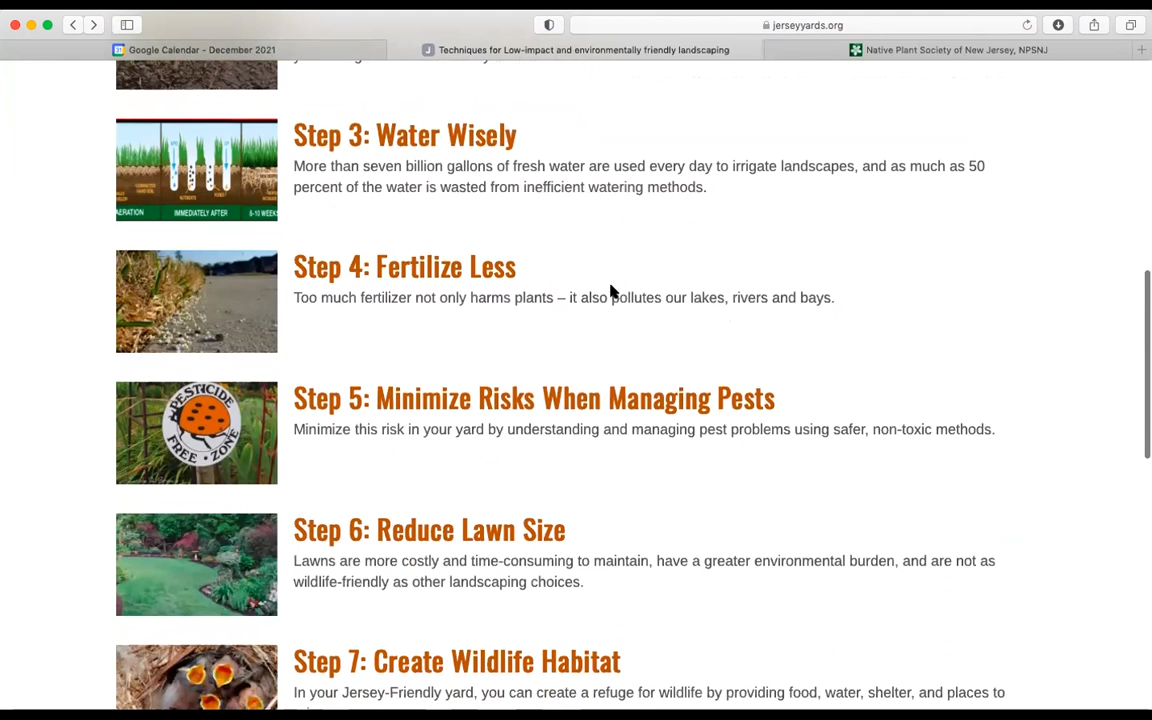 jerseyyards.org
Google Calendar - December 2021
Techniques for Low-impact and environmentally friendly landscaping
Native Plant Society of New Jersey, NPSNJ
Step 3: Water Wisely
More than seven billion gallons of fresh water are used every day to irrigate landscapes, and as much as 50
percent of the water is wasted from inefficient watering methods.
AERATION
IMMEDIATELY AFTER
Step 4: Fertilize Less
Too much fertilizer not only harms plants – it also pollutes our lakes, rivers and bays.
PESTICIDE
FREE • ZONE
Step 5: Minimize Risks When Managing Pests
Minimize this risk in your yard by understanding and managing pest problems using safer, non-toxic methods.
Step 6: Reduce Lawn Size
Lawns are more costly and time-consuming to maintain, have a greater environmental burden, and are not as
wildlife-friendly as other landscaping choices.
Step 7: Create Wildlife Habitat
In your Jersey-Friendly yard, you can create a refuge for wildlife by providing food, water, shelter, and places to